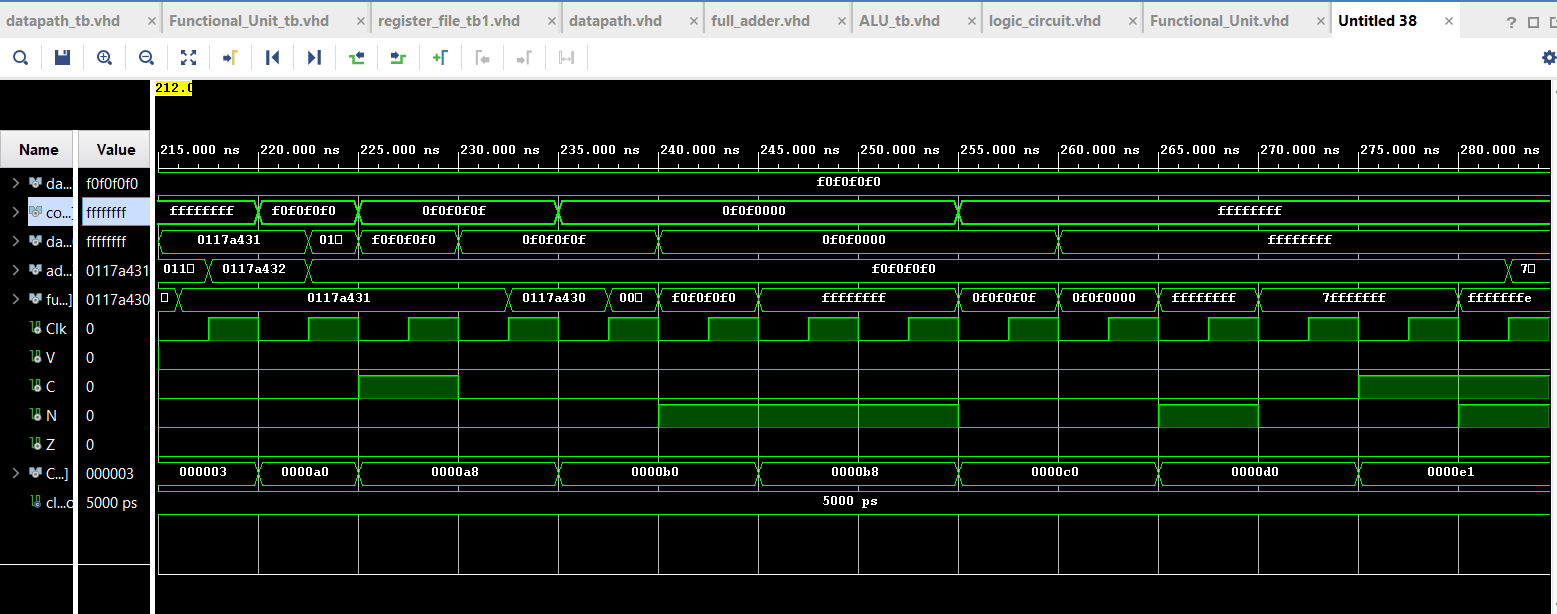 datapath_tb.vhd × Functional_Unit_tb.vhd × register_file_tb1.vhd × datapath.vhd × full_adder.vhd × ALU_tb.vhd × logic_circuit.vhd × Functional_Unit.vhd × Untitled 38 ×
?
212.0
Name Value 215.000 ns 220.000 ns 225.000 ns 230.000 ns 235.000 ns 240.000 ns 245.000 ns 250.000 ns 255.000 ns 260.000 ns 265.000 ns 270.000 ns 275.000 ns 280.000 ns
da... f0f0f0f0 f0f0f0f0
co...] ffffffff ffffffff f0f0f0f0 0f0f0f0f 0f0f0000 ffffffff
da... ffffffff 0117a431 01 f0f0f0f0 0f0f0f0f 0f0f0000 ffffffff
ad... 0117a431 011 0117a432 f0f0f0f0 7
fu...] 0117a430 0117a431 0117a430 00 f0f0f0f0 ffffffff 0f0f0f0f 0f0f0000 ffffffff 7fffffff fffffffe
Clk 0
V 0
C 0
N 0
Z 0
C...] 000003 000003 0000a0 0000a8 0000b0 0000b8 0000c0 0000d0 0000e1
cl...d 5000 ps 5000 ps